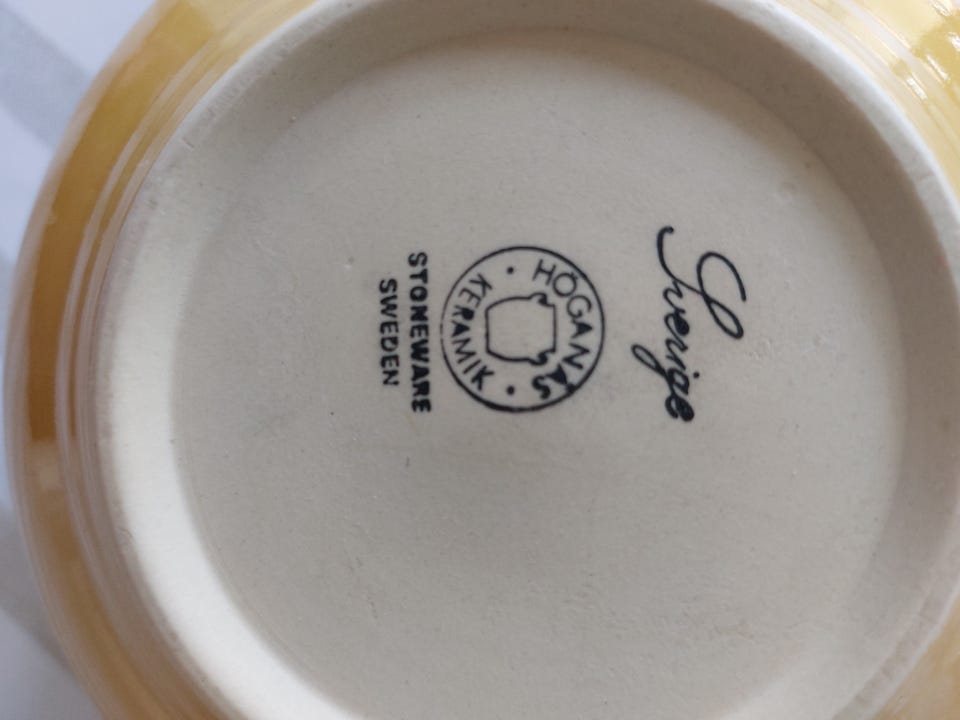 Sverige
HÖGANÄS
KERAMIK
STONEWARE
SWEDEN